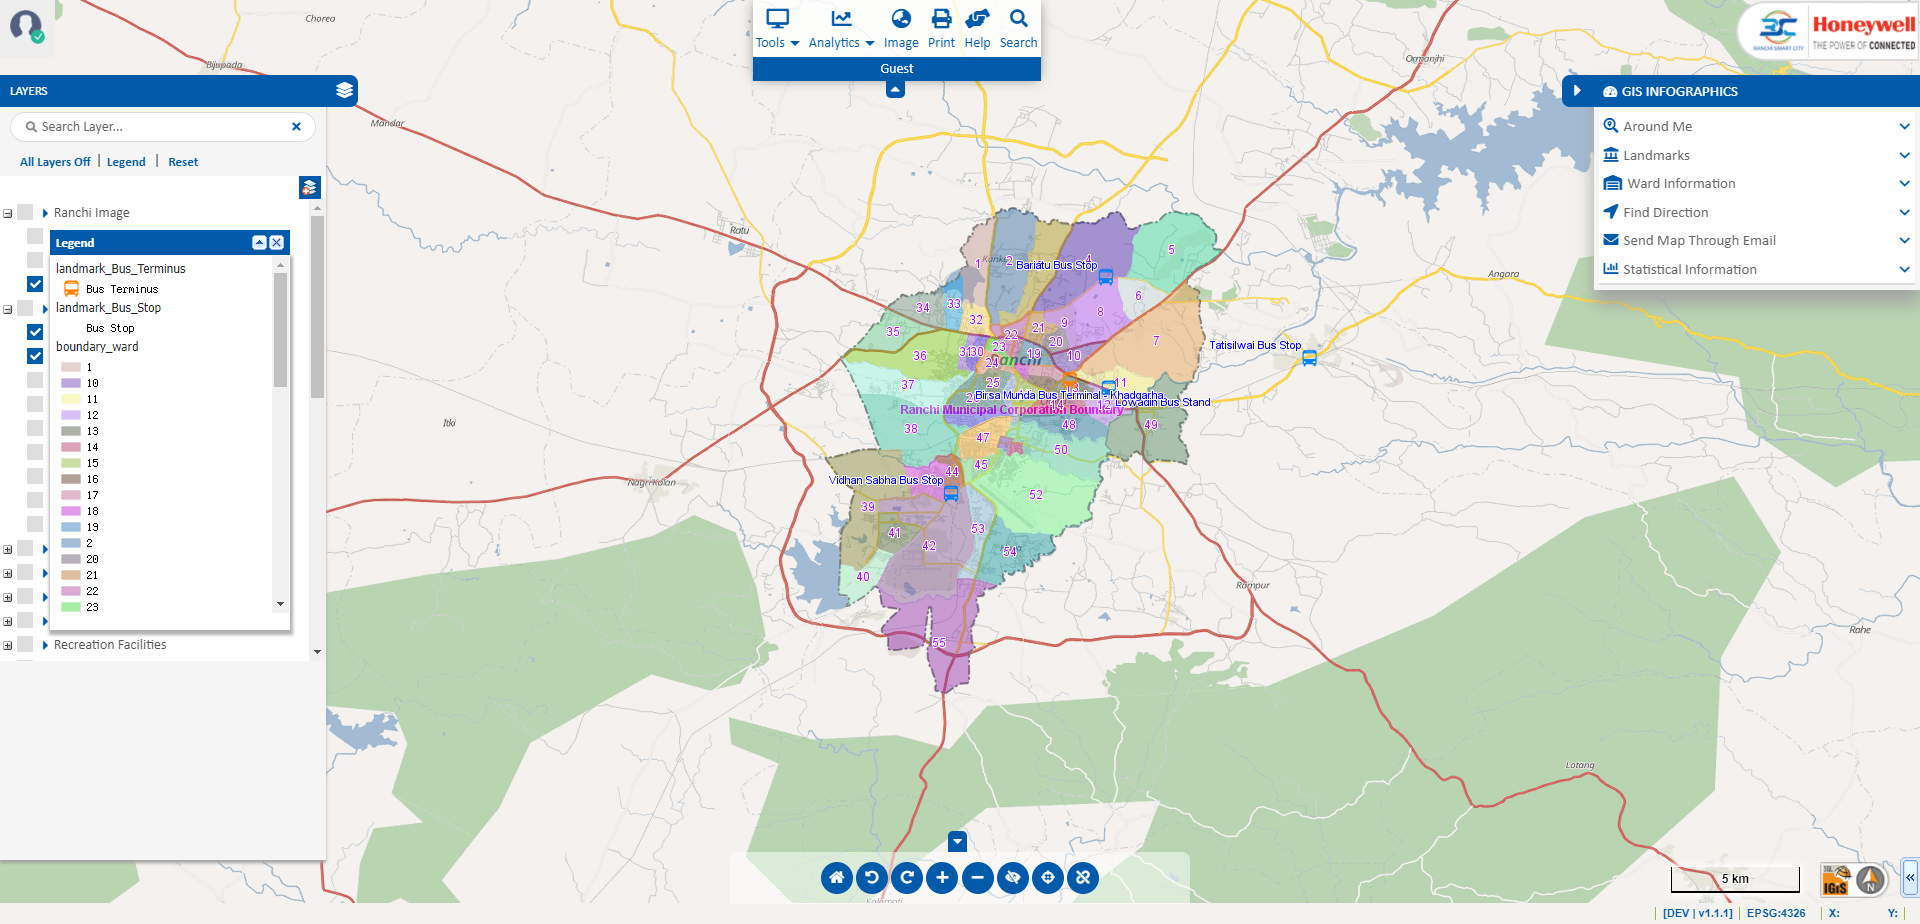 Chorea
Bijupada
Mandar
Ratu
Itki
Nagri Kalan
Ormanjhi
Angara
Rampur
Rahe
Lotang
Kalamati
Tools
Analytics
Image
Print
Help
Search
Guest
RANCHI SMART CITY
Honeywell
THE POWER OF CONNECTED
LAYERS
Search Layer...
All Layers Off | Legend | Reset
Ranchi Image
Legend
landmark_Bus_Terminus
Bus Terminus
landmark_Bus_Stop
Bus Stop
boundary_ward
1
10
11
12
13
14
15
16
17
18
19
2
20
21
22
23
Recreation Facilities
GIS INFOGRAPHICS
Around Me
Landmarks
Ward Information
Find Direction
Send Map Through Email
Statistical Information
1
2
4
5
Bariatu Bus Stop
6
33
34
32
8
9
21
22
35
7
20
23
19
10
31
30
36
24
Ranchi
Tatisilwai Bus Stop
37
25
11
Birsa Munda Bus Terminal - Khadgarha
Lowadih Bus Stand
Ranchi Municipal Corporation Boundary
14
12
38
48
49
47
50
45
44
Vidhan Sabha Bus Stop
52
39
53
41
42
54
40
55
5 km
IGiS
N
[DEV | v1.1.1]
EPSG:4326
X:
Y: